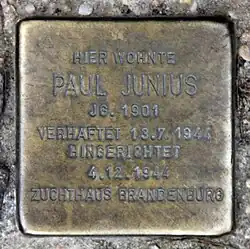 HIER WOHNTE
PAUL JUNIUS
JG. 1901
VERHAFTET 13.7.1944
HINGERICHTET
4.12.1944
ZUCHTHAUS BRANDENBURG